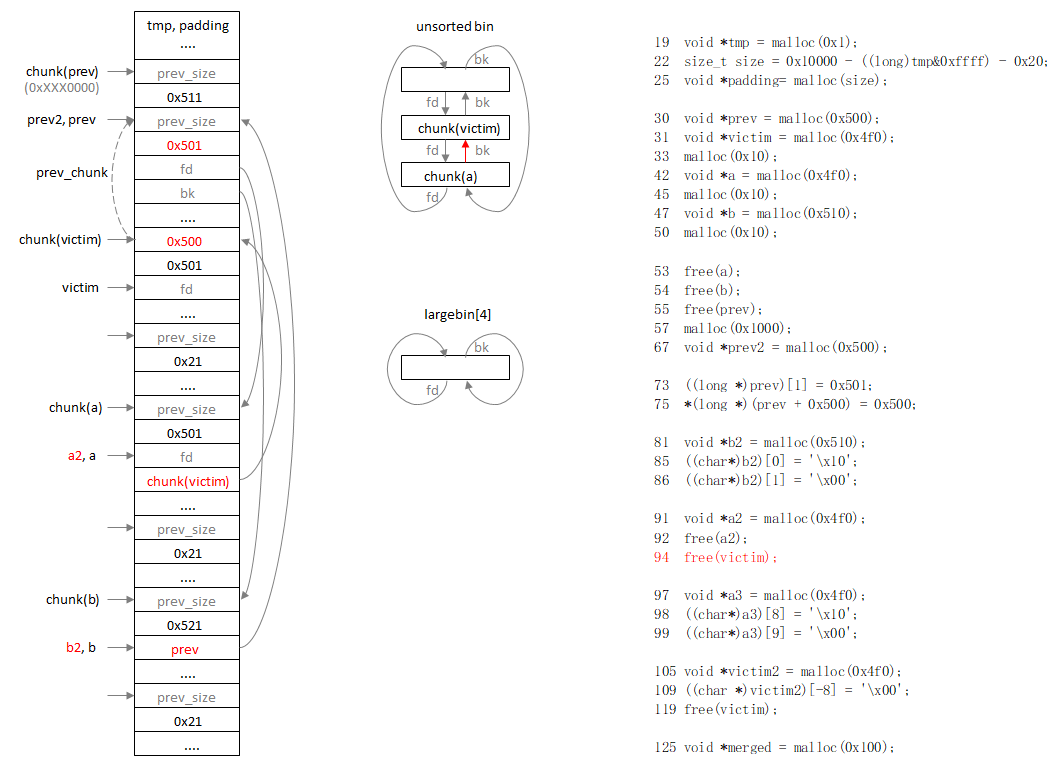 tmp, padding
....
chunk(prev)
(0xXXX0000)
prev_size
0x511
prev2, prev
prev_size
0x501
prev_chunk
fd
bk
....
chunk(victim)
0x500
0x501
victim
fd
....
prev_size
0x21
....
chunk(a)
prev_size
0x501
a2, a
fd
chunk(victim)
....
prev_size
0x21
....
chunk(b)
prev_size
0x521
b2, b
prev
....
prev_size
0x21
....
unsorted bin
bk
fd
bk
chunk(victim)
fd
bk
chunk(a)
fd
largebin[4]
bk
fd
19 void *tmp = malloc(0x1);
22 size_t size = 0x10000 - ((long)tmp&0xffff) - 0x20;
25 void *padding= malloc(size);
30 void *prev = malloc(0x500);
31 void *victim = malloc(0x4f0);
33 malloc(0x10);
42 void *a = malloc(0x4f0);
45 malloc(0x10);
47 void *b = malloc(0x510);
50 malloc(0x10);
53 free(a);
54 free(b);
55 free(prev);
57 malloc(0x1000);
67 void *prev2 = malloc(0x500);
73 ((long *)prev)[1] = 0x501;
75 *(long *)(prev + 0x500) = 0x500;
81 void *b2 = malloc(0x510);
85 ((char*)b2)[0] = '\x10';
86 ((char*)b2)[1] = '\x00';
91 void *a2 = malloc(0x4f0);
92 free(a2);
94 free(victim);
97 void *a3 = malloc(0x4f0);
98 ((char*)a3)[8] = '\x10';
99 ((char*)a3)[9] = '\x00';
105 void *victim2 = malloc(0x4f0);
109 ((char *)victim2)[-8] = '\x00';
119 free(victim);
125 void *merged = malloc(0x100);